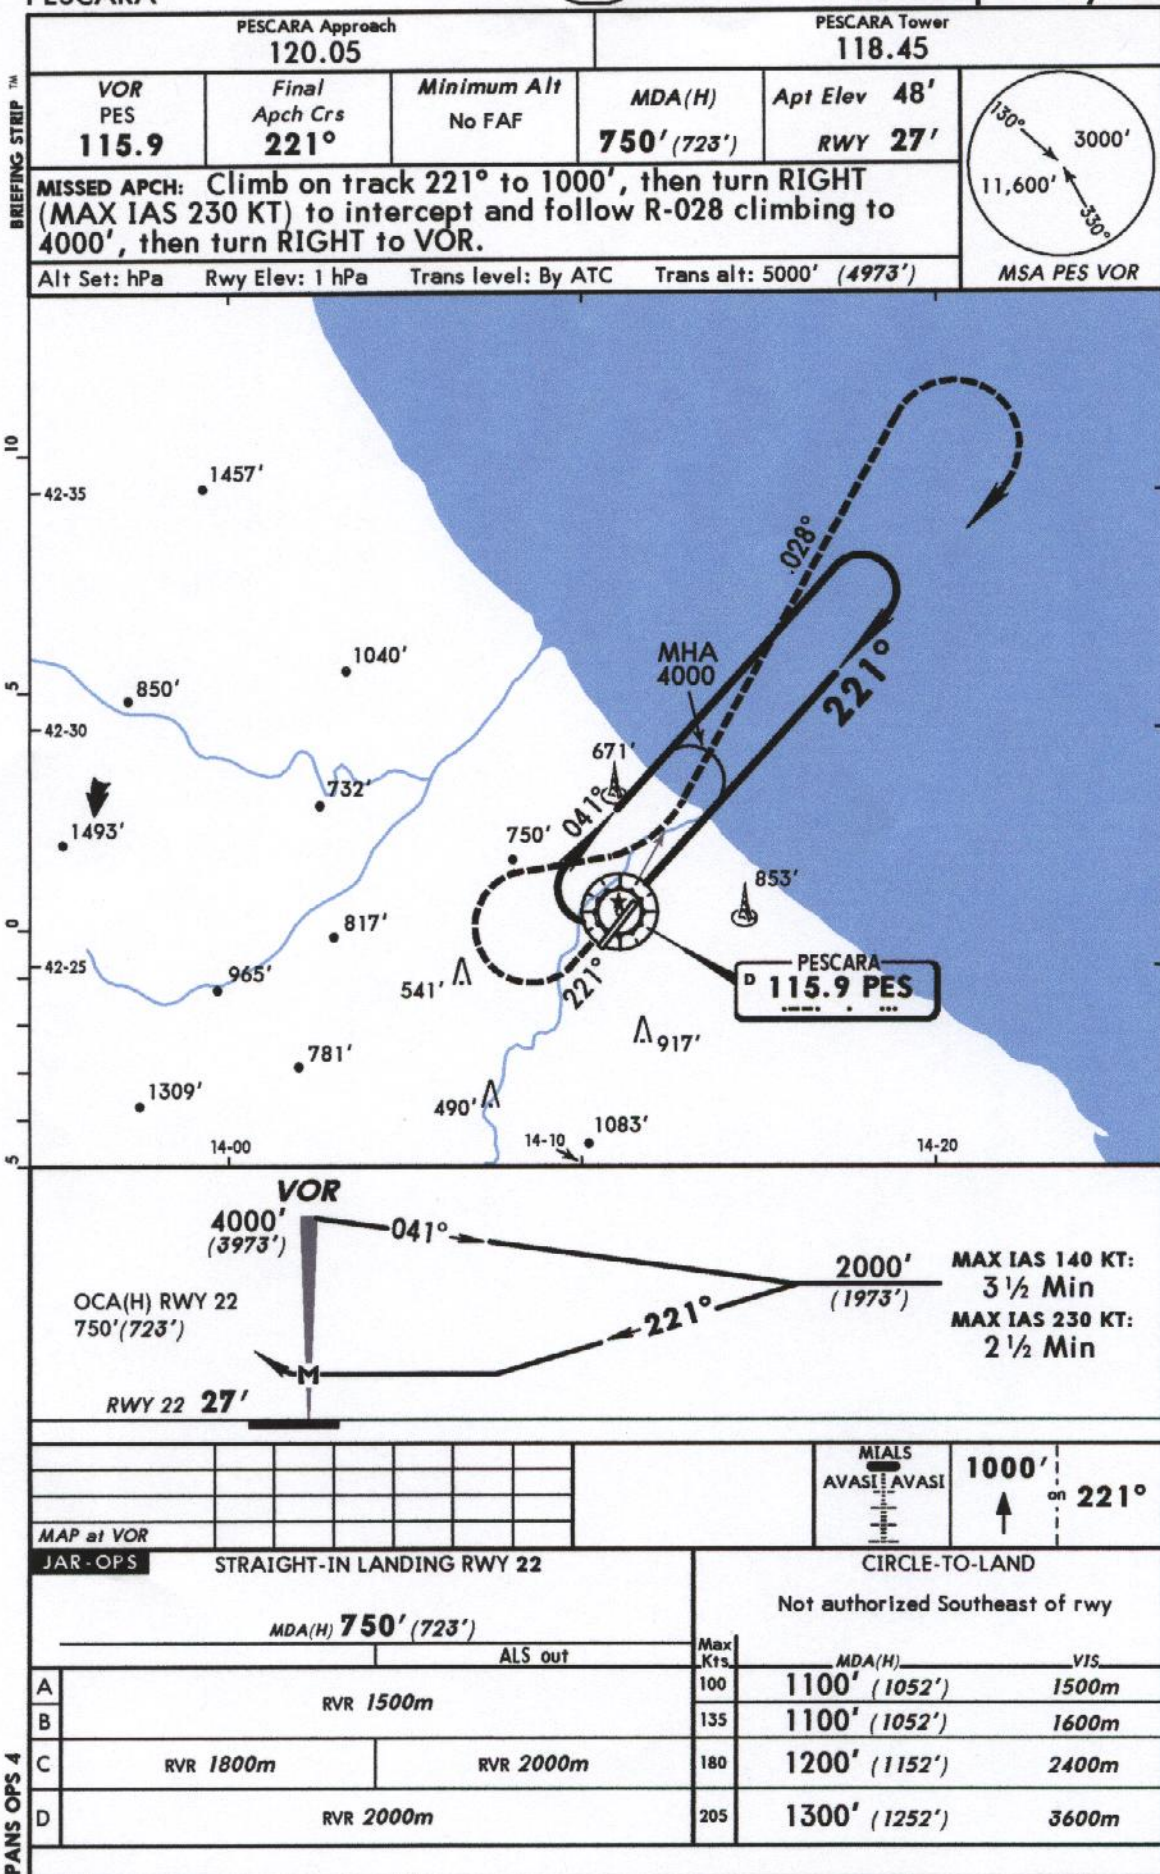 PESCARA
PESCARA Approach
120.05
PESCARA Tower
118.45
BRIEFING STRIP TM
VOR
PES
115.9
Final
Apch Crs
221°
Minimum Alt
No FAF
MDA(H)
750' (723')
Apt Elev 48'
RWY 27'
130°
3000'
11,600'
330°
MSA PES VOR
MISSED APCH: Climb on track 221° to 1000', then turn RIGHT
(MAX IAS 230 KT) to intercept and follow R-028 climbing to
4000', then turn RIGHT to VOR.
Alt Set: hPa Rwy Elev: 1 hPa Trans level: By ATC Trans alt: 5000' (4973')
10
42-35
1457'
.028°
MHA
4000
221°
1040'
5
850'
42-30
671'
732'
041°
1493'
750'
853'
0
817'
42-25
965'
541'
221°
PESCARA
D 115.9 PES
917'
781'
1309'
490'
1083'
5
14-00
14-10
14-20
VOR
4000'
(3973')
041°
2000'
(1973')
MAX IAS 140 KT:
3 1/2 Min
MAX IAS 230 KT:
2 1/2 Min
OCA(H) RWY 22
750'(723')
221°
M
RWY 22 27'
MAP at VOR
MIALS
AVASI AVASI
1000'
on 221°
JAR-OPS
STRAIGHT-IN LANDING RWY 22
CIRCLE-TO-LAND
Not authorized Southeast of rwy
MDA(H) 750' (723')
ALS out
Max
Kts
MDA(H) VIS
A
B
RVR 1500m
100 1100' (1052') 1500m
135 1100' (1052') 1600m
C RVR 1800m RVR 2000m
180 1200' (1152') 2400m
D RVR 2000m
205 1300' (1252') 3600m
PANS OPS 4